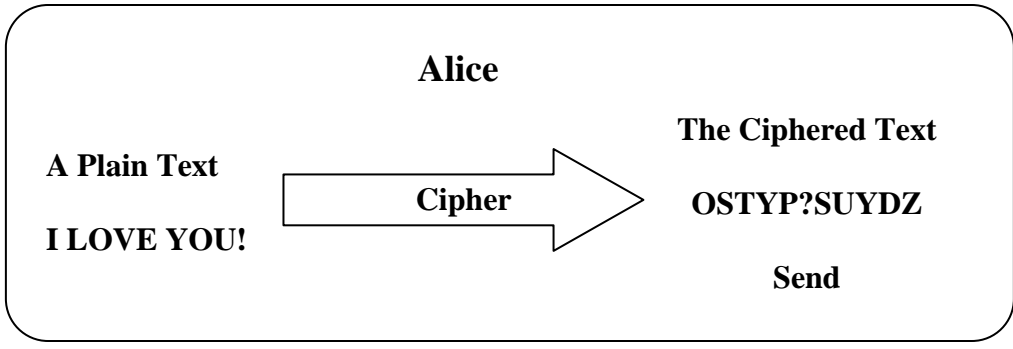 Alice
A Plain Text
I LOVE YOU!
Cipher
The Ciphered Text
OSTYP?SUYDZ
Send